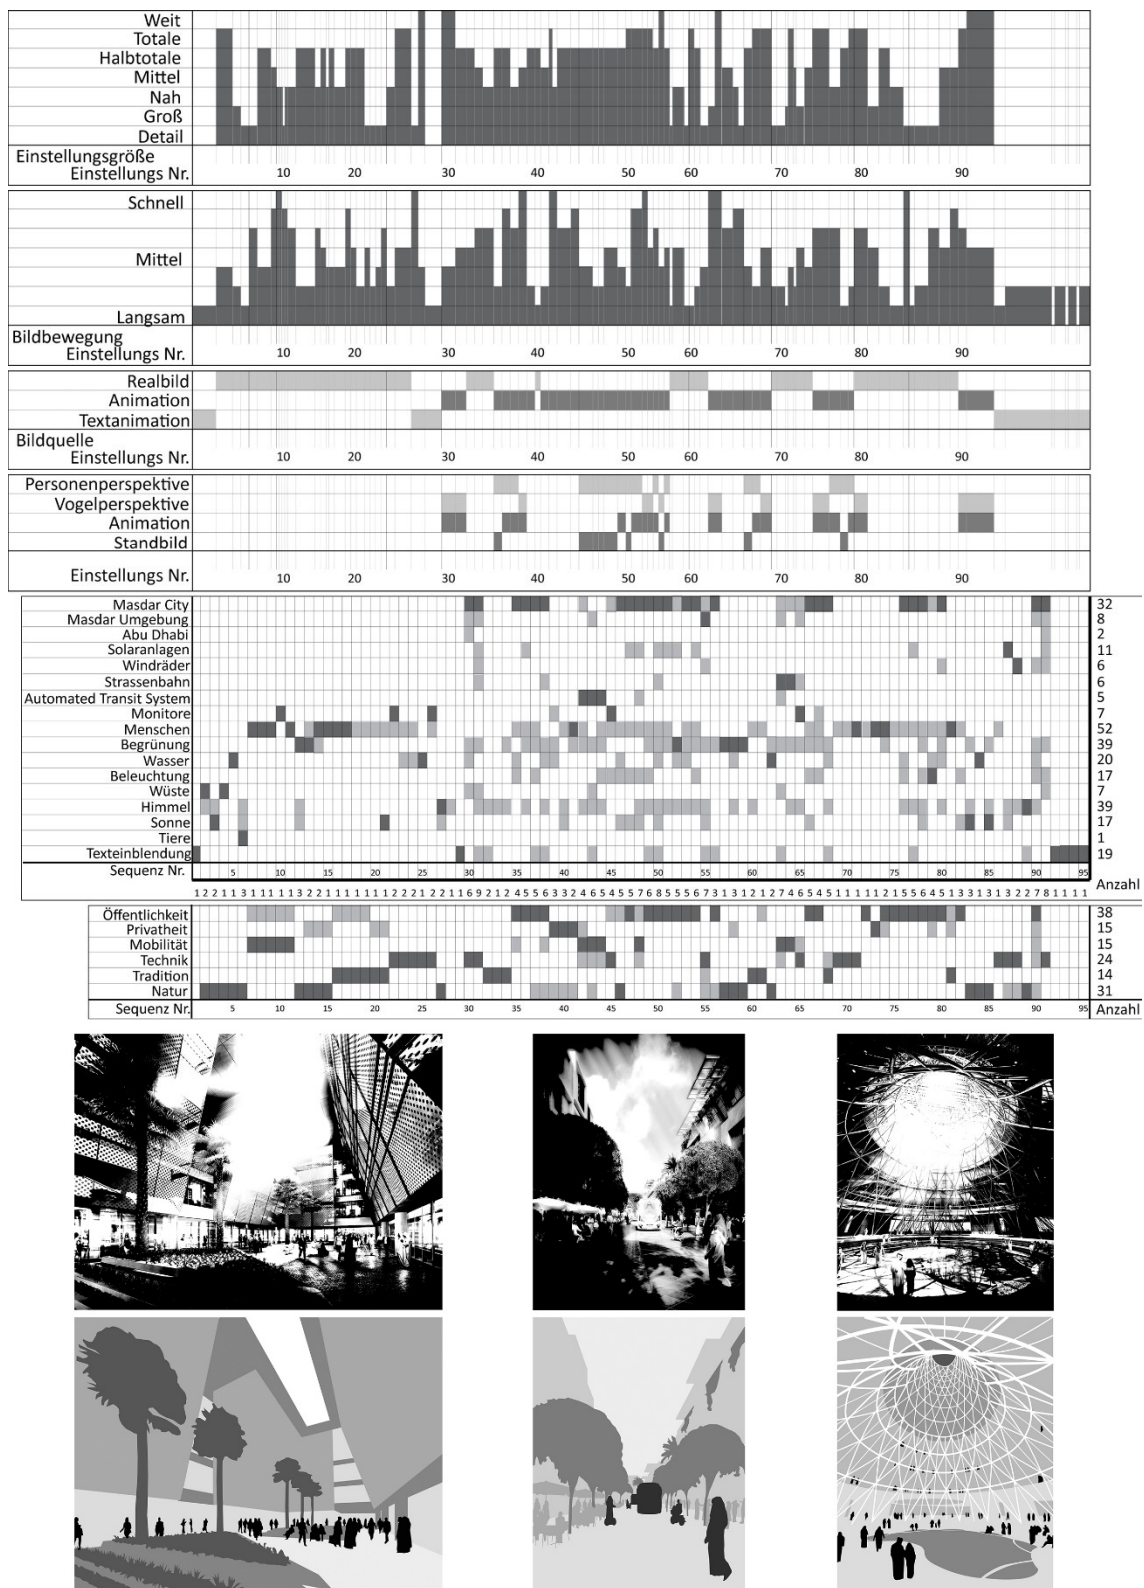 Weit
Totale
Halbtotale
Mittel
Nah
Groß
Detail
Einstellungsgröße
Einstellungs Nr. 10 20 30 40 50 60 70 80 90
Schnell
Mittel
Langsam
Bildbewegung
Einstellungs Nr. 10 20 30 40 50 60 70 80 90
Realbild
Animation
Textanimation
Bildquelle
Einstellungs Nr. 10 20 30 40 50 60 70 80 90
Personenperspektive
Vogelperspektive
Animation
Standbild
Einstellungs Nr. 10 20 30 40 50 60 70 80 90
Masdar City 32
Masdar Umgebung 8
Abu Dhabi 2
Solaranlagen 11
Windräder 6
Strassenbahn 6
Automated Transit System 5
Monitore 7
Menschen 52
Begrünung 39
Wasser 20
Beleuchtung 17
Wüste 7
Himmel 39
Sonne 17
Tiere 1
Texteinblendung 19
Sequenz Nr. 5 10 15 20 25 30 35 40 45 50 55 60 65 70 75 80 85 90 95
Anzahl
Öffentlichkeit 38
Privatheit 15
Mobilität 15
Technik 24
Tradition 14
Natur 31
Sequenz Nr. 5 10 15 20 25 30 35 40 45 50 55 60 65 70 75 80 85 90 95 Anzahl